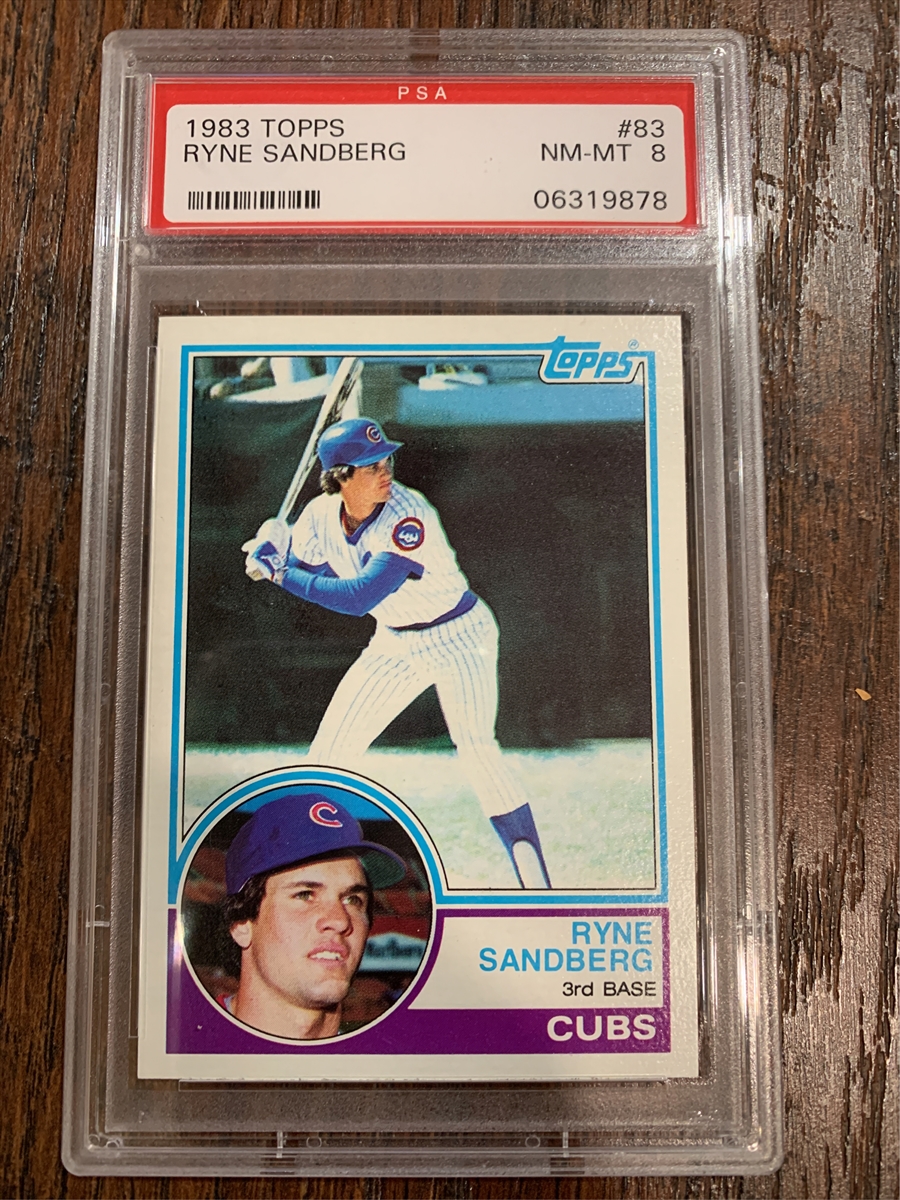 PSA
1983 TOPPS #83
RYNE SANDBERG NM-MT 8
06319878
TOPPS®
C
C
RYNE
SANDBERG
3rd BASE
CUBS